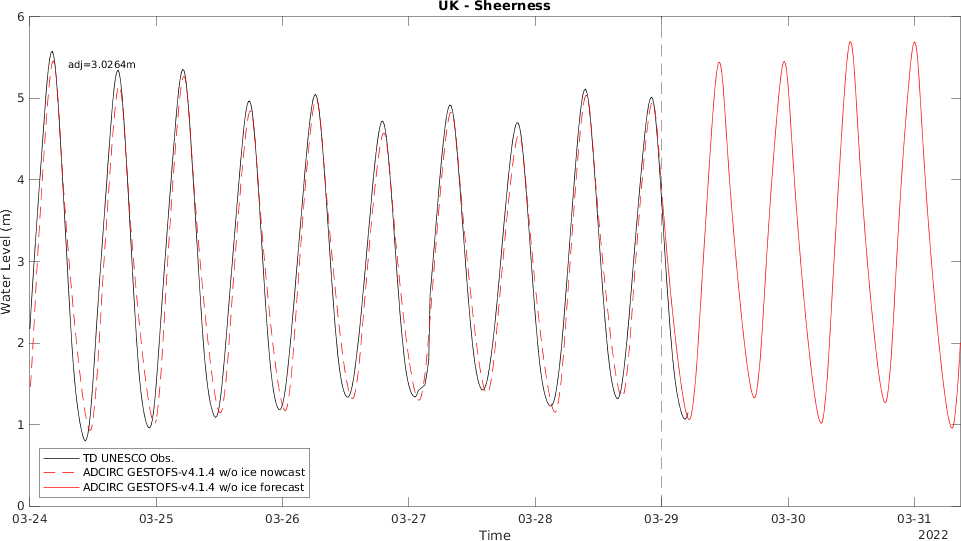 UK - Sheerness
adj=3.0264m
6
5
4
3
2
1
0
Water Level (m)
TD UNESCO Obs.
ADCIRC GESTOFS-v4.1.4 w/o ice nowcast
ADCIRC GESTOFS-v4.1.4 w/o ice forecast
03-24 03-25 03-26 03-27 03-28 03-29 03-30 03-31
Time
2022